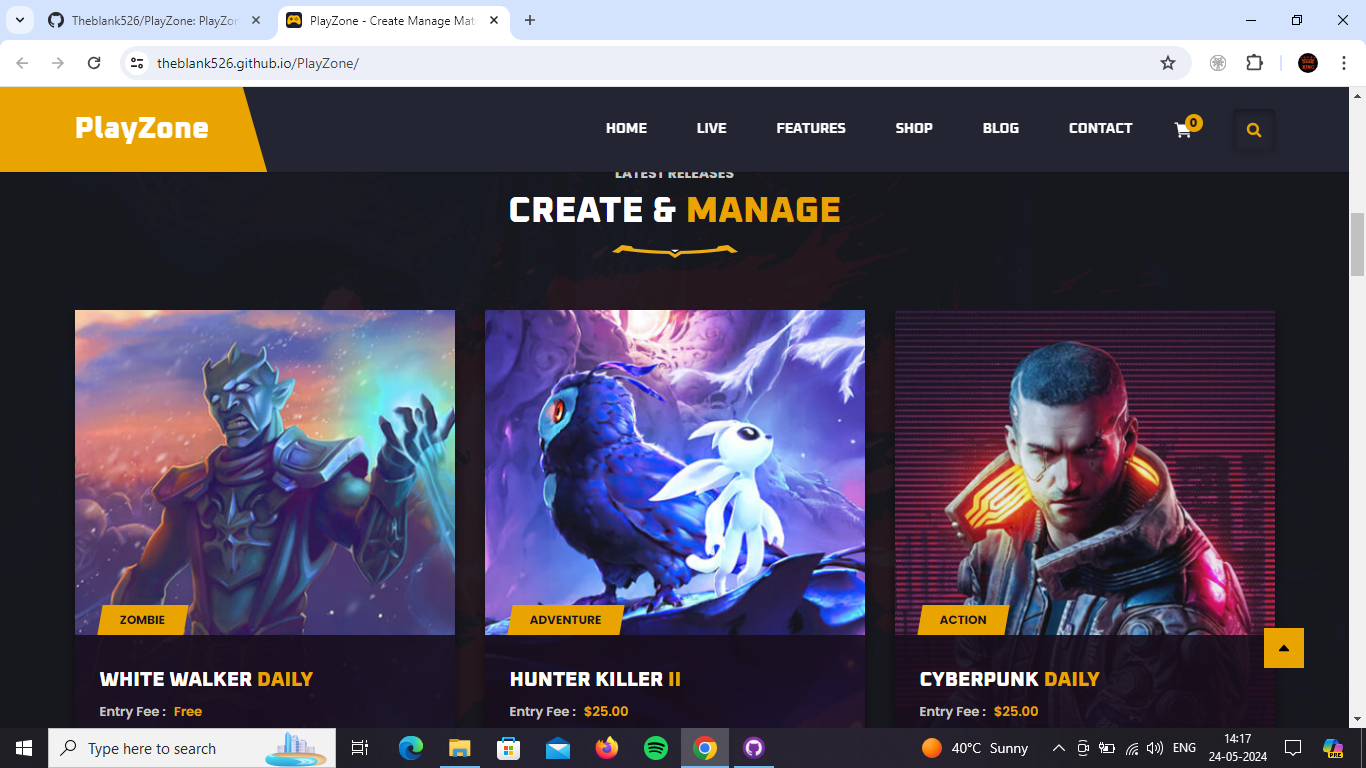 Theblank526/PlayZone: PlayZo
PlayZone - Create Manage Mat
theblank526.github.io/PlayZone/
PlayZone
HOME
LIVE
FEATURES
SHOP
BLOG
CONTACT
0
LATEST RELEASES
CREATE & MANAGE
ZOMBIE
ADVENTURE
ACTION
WHITE WALKER DAILY
Entry Fee : Free
HUNTER KILLER II
Entry Fee : $25.00
CYBERPUNK DAILY
Entry Fee : $25.00
Type here to search
40°C Sunny
ENG
14:17
24-05-2024
PRE